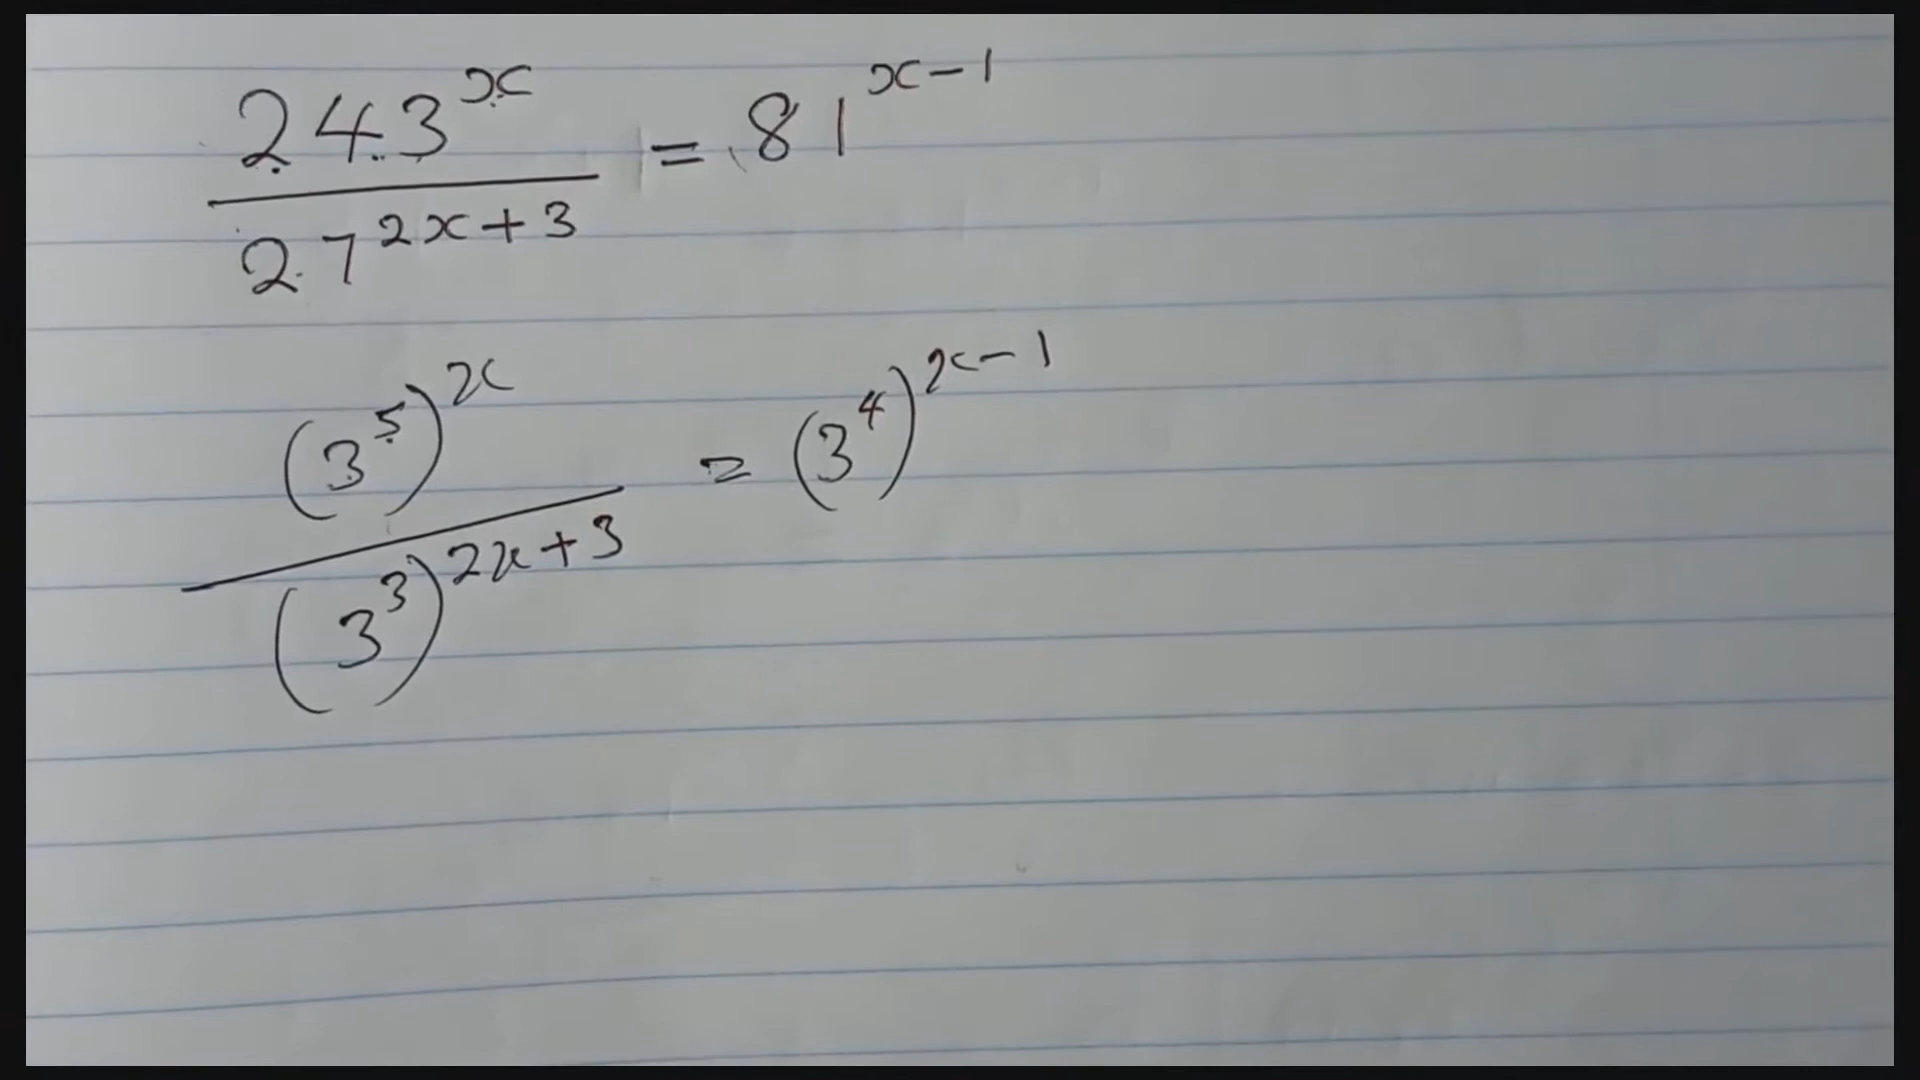 243^x / 27^(2x+3) = 81^(x-1)
(3^5)^x / (3^3)^(2x+3) = (3^4)^(x-1)